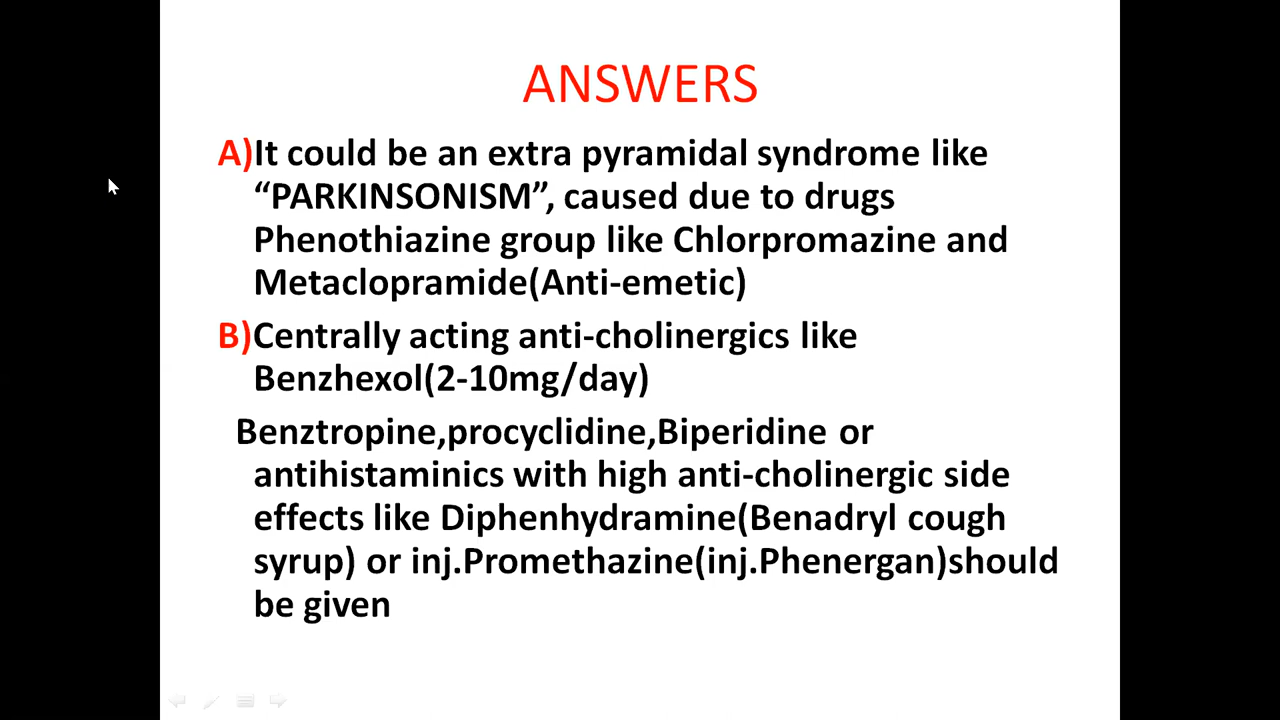 ANSWERS
A)It could be an extra pyramidal syndrome like
“PARKINSONISM”, caused due to drugs
Phenothiazine group like Chlorpromazine and
Metaclopramide(Anti-emetic)
B)Centrally acting anti-cholinergics like
Benzhexol(2-10mg/day)
Benztropine,procyclidine,Biperidine or
antihistaminics with high anti-cholinergic side
effects like Diphenhydramine(Benadryl cough
syrup) or inj.Promethazine(inj.Phenergan)should
be given